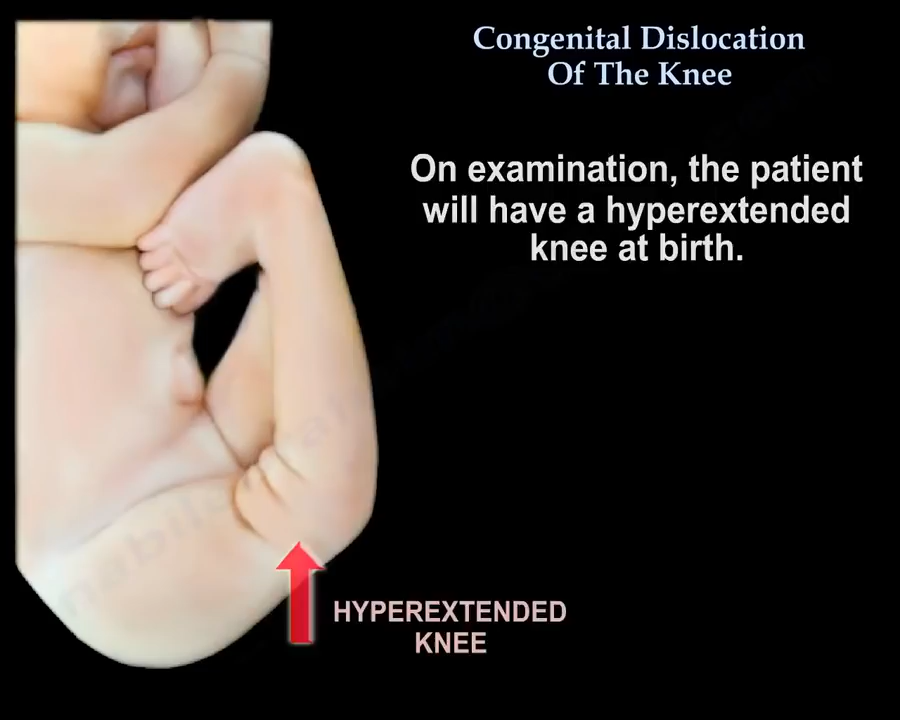 Congenital Dislocation
Of The Knee
On examination, the patient
will have a hyperextended
knee at birth.
HYPEREXTENDED
KNEE